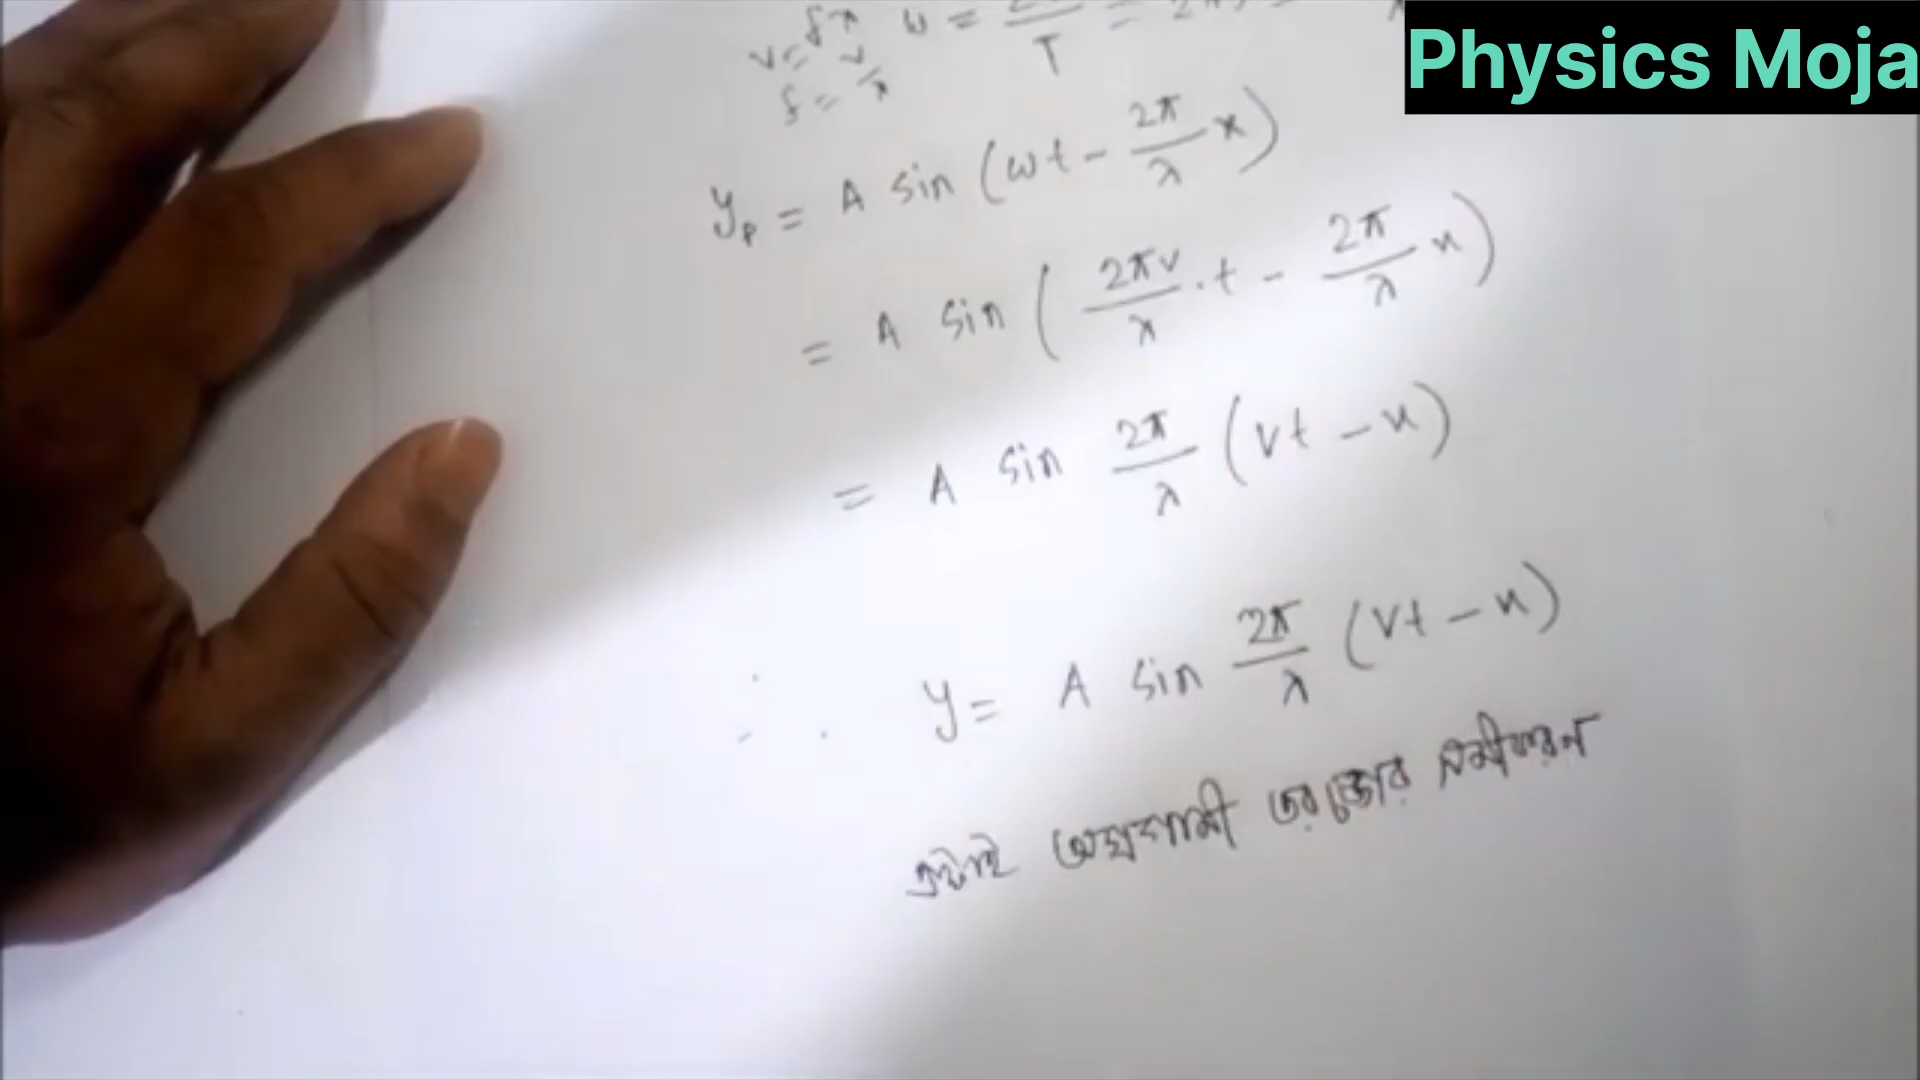 Physics Moja
v = fλ ω = = 2π
f = v/λ T
y_P = A sin (ωt - 2π/λ x)
= A sin (2πv/λ . t - 2π/λ x)
= A sin 2π/λ (vt - x)
∴ y = A sin 2π/λ (vt - x)
এটাই অগ্রগামী তরঙ্গের সমীকরণ